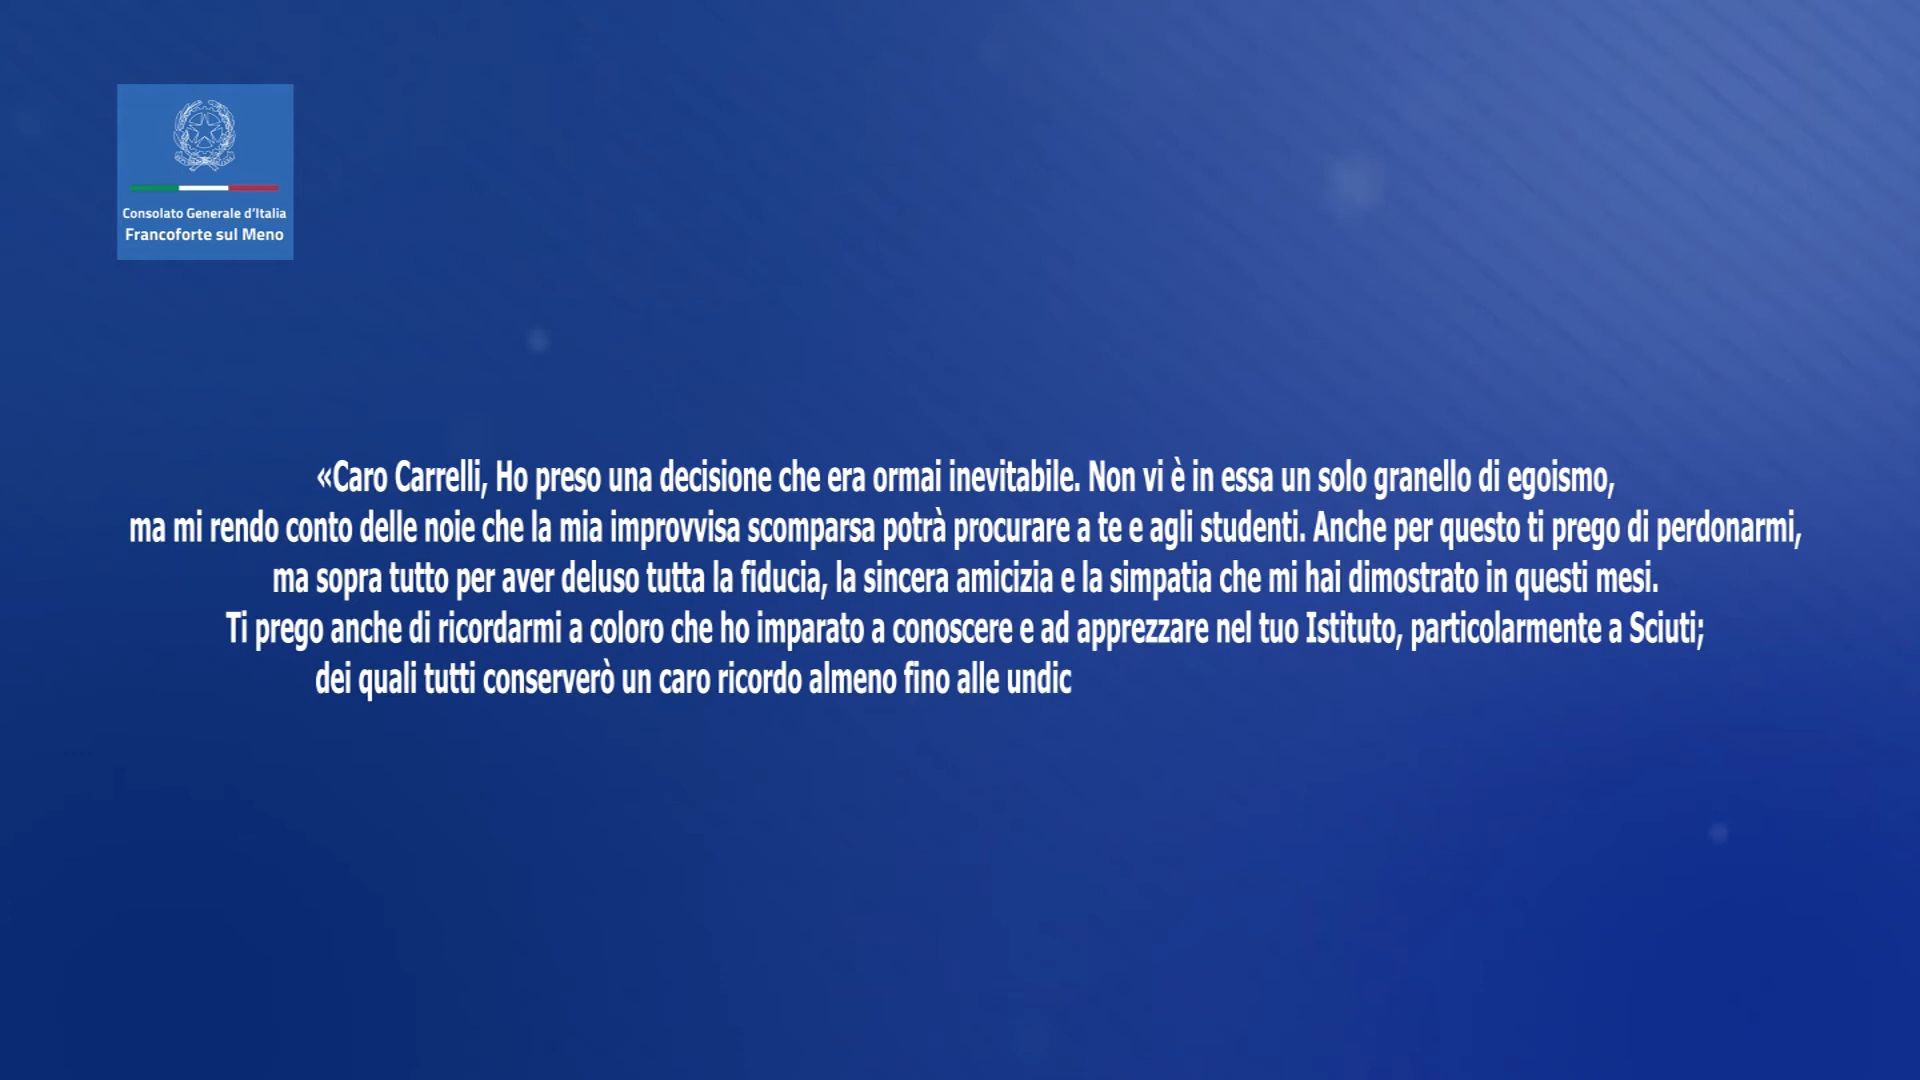 Consolato Generale d'Italia
Francoforte sul Meno
«Caro Carrelli, Ho preso una decisione che era ormai inevitabile. Non vi è in essa un solo granello di egoismo,
ma mi rendo conto delle noie che la mia improvvisa scomparsa potrà procurare a te e agli studenti. Anche per questo ti prego di perdonarmi,
ma sopra tutto per aver deluso tutta la fiducia, la sincera amicizia e la simpatia che mi hai dimostrato in questi mesi.
Ti prego anche di ricordarmi a coloro che ho imparato a conoscere e ad apprezzare nel tuo Istituto, particolarmente a Sciuti;
dei quali tutti conserverò un caro ricordo almeno fino alle undic